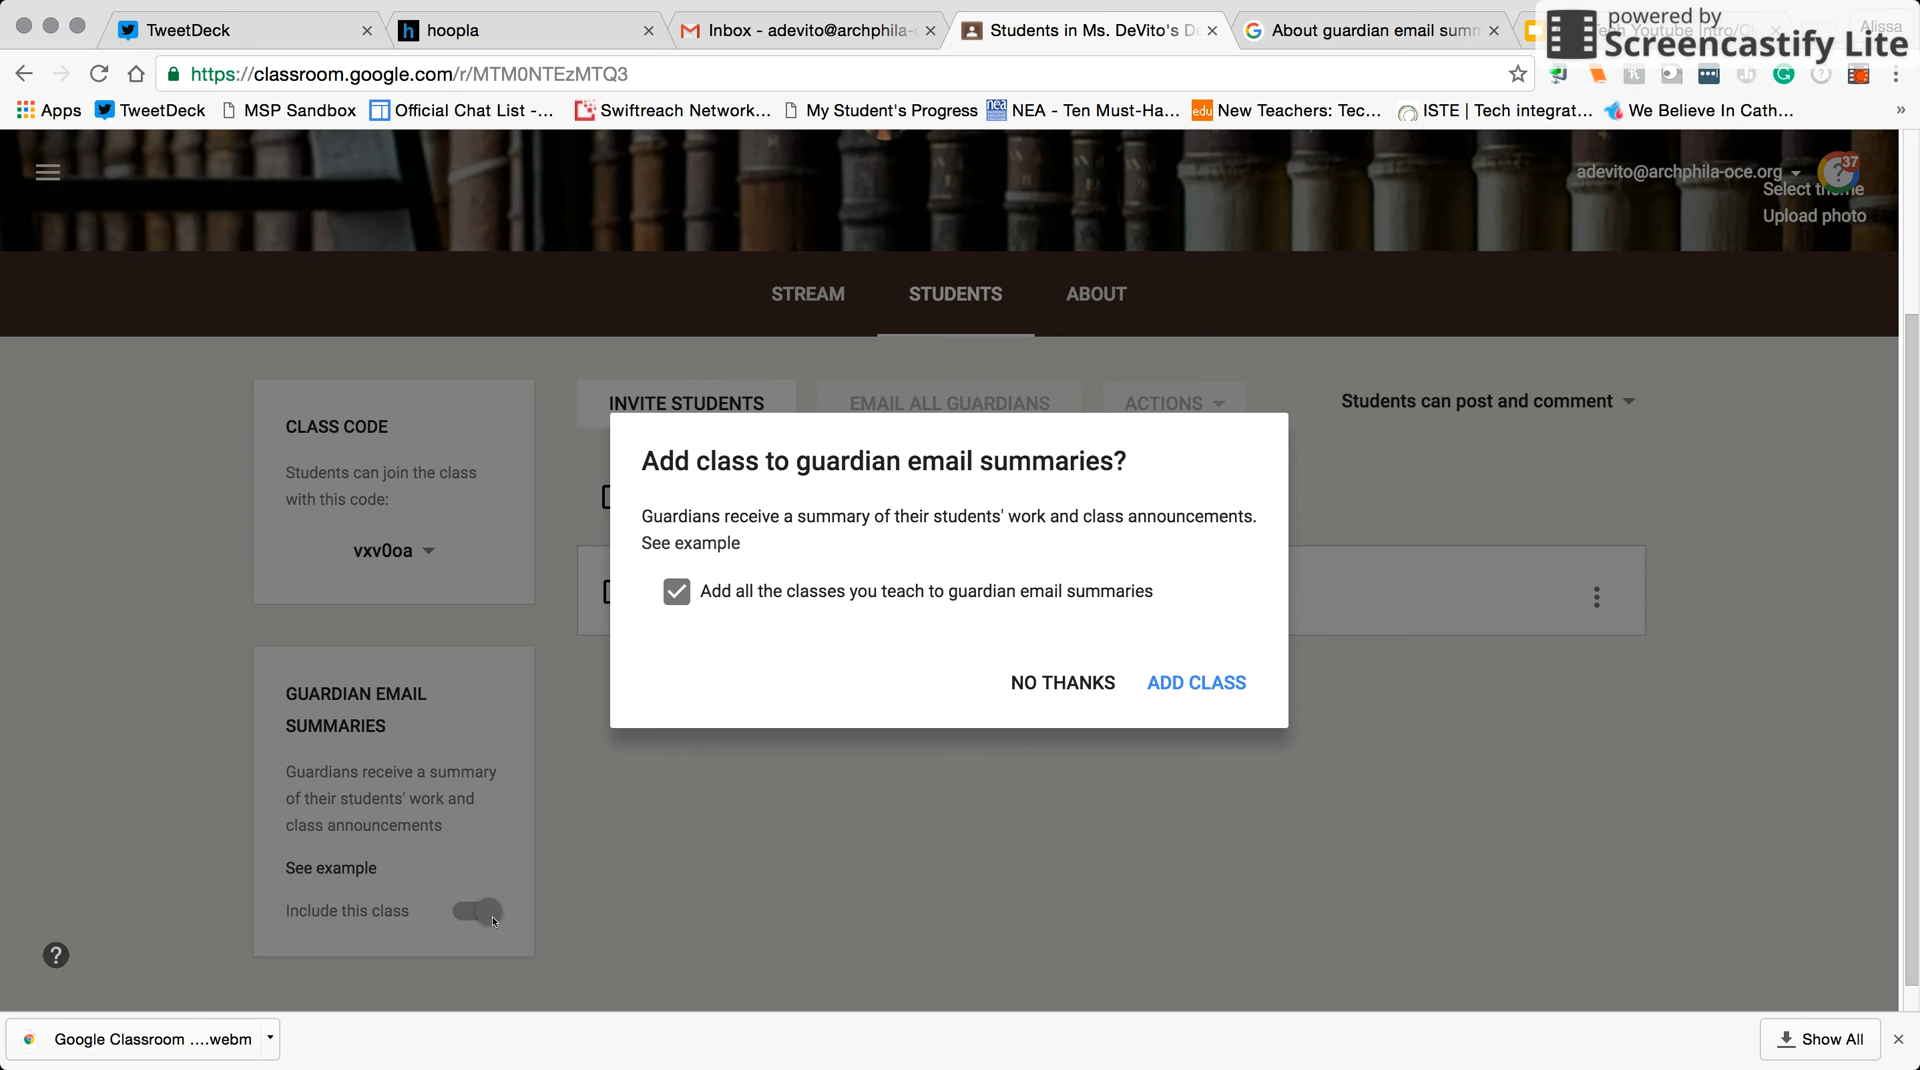 TweetDeck
hoopla
Inbox - adevito@archphila-
Students in Ms. DeVito's D
About guardian email sum
powered by
Screencastify Lite
Alissa
https://classroom.google.com/r/MTM0NTEzMTQ3
Apps
TweetDeck
MSP Sandbox
Official Chat List -...
Swiftreach Network...
My Student's Progress
nea
NEA - Ten Must-Ha...
edu
New Teachers: Tec...
ISTE | Tech integrat...
We Believe In Cath...
»
adevito@archphila-oce.org
37
Select theme
Upload photo
STREAM
STUDENTS
ABOUT
CLASS CODE
Students can join the class
with this code:
vxv0oa
INVITE STUDENTS
EMAIL ALL GUARDIANS
ACTIONS
Students can post and comment
Add class to guardian email summaries?
Guardians receive a summary of their students' work and class announcements.
See example
Add all the classes you teach to guardian email summaries
NO THANKS
ADD CLASS
GUARDIAN EMAIL
SUMMARIES
Guardians receive a summary
of their students' work and
class announcements
See example
Include this class
?
Google Classroom ....webm
Show All